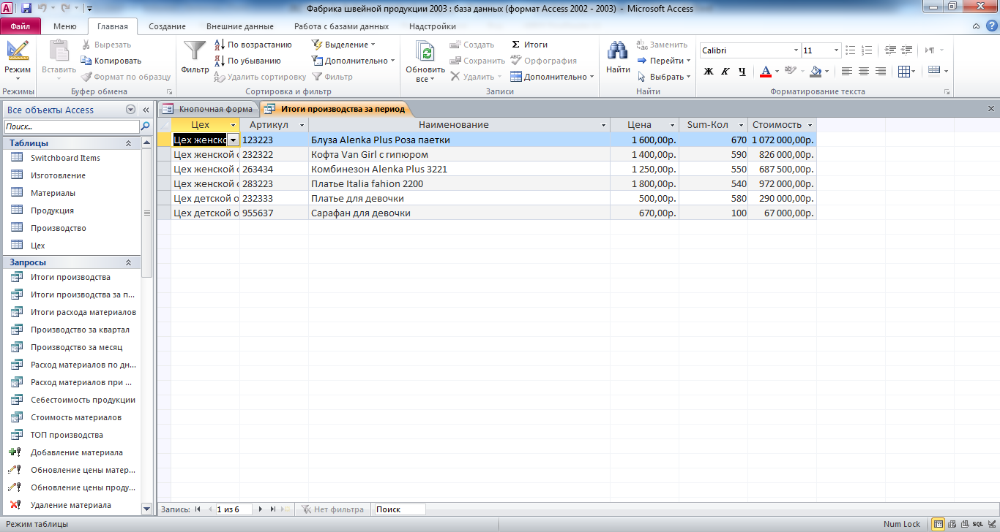 Фабрика швейной продукции 2003 : база данных (формат Access 2002 - 2003) - Microsoft Access
Файл Меню Главная Создание Внешние данные Работа с базами данных Надстройки
Режим
Режимы
Вставить
Вырезать
Копировать
Формат по образцу
Буфер обмена
Фильтр
По возрастанию
По убыванию
Удалить сортировку
Выделение
Дополнительно
Фильтр
Сортировка и фильтр
Обновить
все
Создать
Сохранить
Удалить
Итоги
Орфография
Дополнительно
Записи
Найти
Заменить
Перейти
Выбрать
Найти
Calibri 11
Ж К Ч
Форматирование текста
Все объекты Access
Поиск...
Таблицы
Switchboard Items
Изготовление
Материалы
Продукция
Производство
Цех
Запросы
Итоги производства
Итоги производства за п...
Итоги расхода материалов
Производство за квартал
Производство за месяц
Расход материалов по дн...
Расход материалов при ...
Себестоимость продукции
Стоимость материалов
ТОП производства
Добавление материала
Обновление цены матер...
Обновление цены проду...
Удаление материала
Кнопочная форма Итоги производства за период
Цех Артикул Наименование Цена Sum-Кол Стоимость
Цех женско 123223 Блуза Alenka Plus Роза паетки 1 600,00р. 670 1 072 000,00р.
Цех женской о 232322 Кофта Van Girl с гипюром 1 400,00р. 590 826 000,00р.
Цех женской о 263434 Комбинезон Alenka Plus 3221 1 250,00р. 550 687 500,00р.
Цех женской о 283223 Платье Italia fahion 2200 1 800,00р. 540 972 000,00р.
Цех детской о 232333 Платье для девочки 500,00р. 580 290 000,00р.
Цех детской о 955637 Сарафан для девочки 670,00р. 100 67 000,00р.
Запись: 1 из 6 Нет фильтра Поиск
Режим таблицы Num Lock SQL